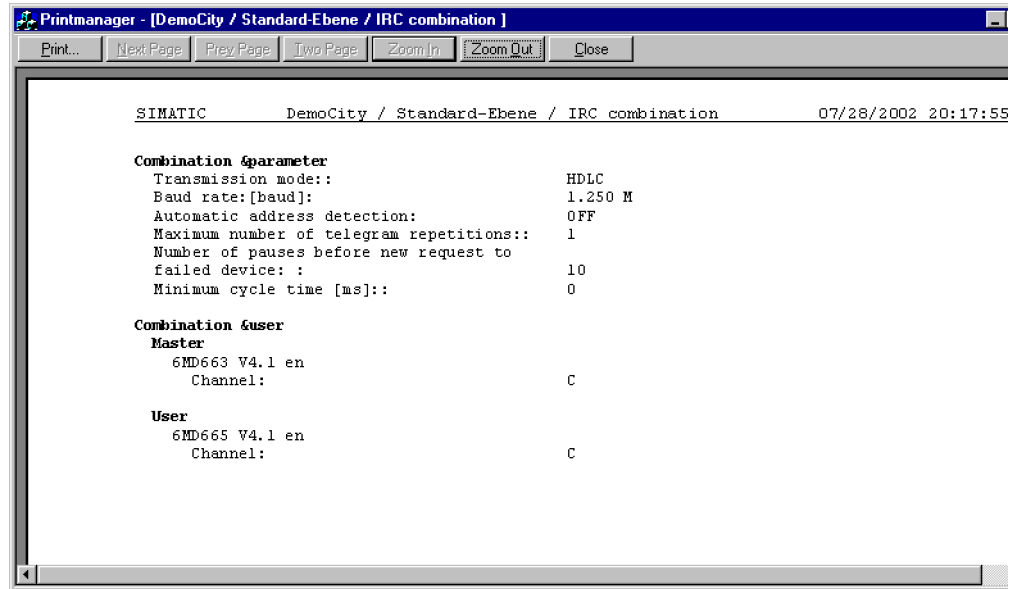 Printmanager - [DemoCity / Standard-Ebene / IRC combination ]
Print... Next Page Prev Page Two Page Zoom In Zoom Out Close
SIMATIC DemoCity / Standard-Ebene / IRC combination 07/28/2002 20:17:55
Combination &parameter
Transmission mode:: HDLC
Baud rate:[baud]: 1.250 M
Automatic address detection: OFF
Maximum number of telegram repetitions:: 1
Number of pauses before new request to
failed device: : 10
Minimum cycle time [ms]:: 0
Combination &user
Master
6MD663 V4.1 en
Channel: C
User
6MD665 V4.1 en
Channel: C